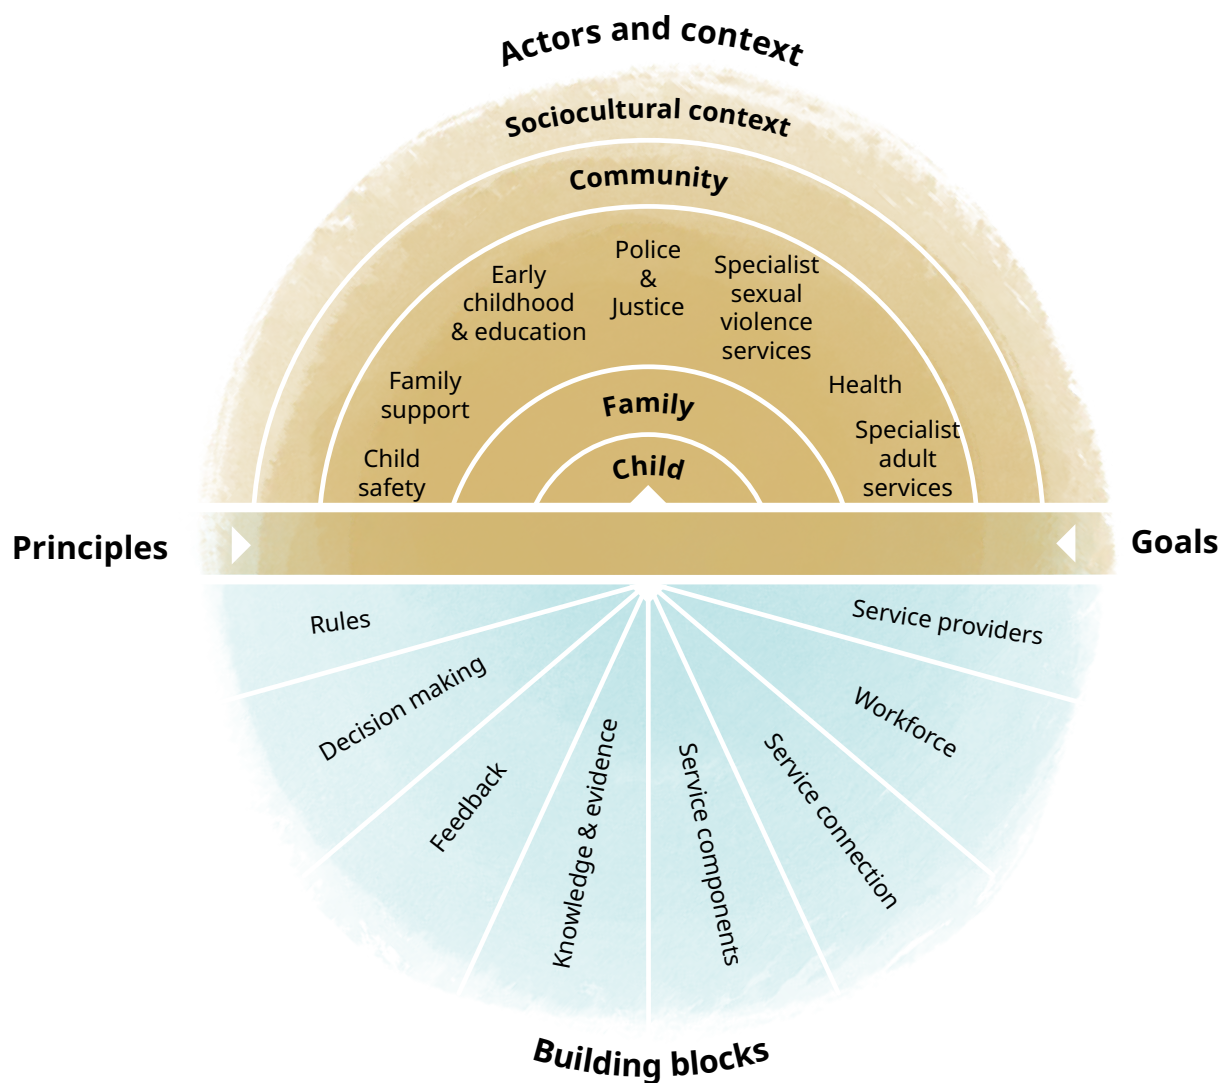 Actors and context
Sociocultural context
Community
Police
&
Justice
Early
childhood
& education
Specialist
sexual
violence
services
Family
support
Health
Child
safety
Specialist
adult
services
Family
Child
Principles
Goals
Rules
Decision making
Feedback
Knowledge & evidence
Service components
Service connection
Workforce
Service providers
Building blocks